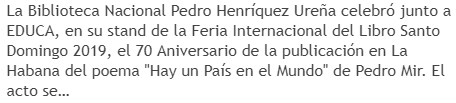 La Biblioteca Nacional Pedro Henríquez Ureña celebró junto a
EDUCA, en su stand de la Feria Internacional del Libro Santo
Domingo 2019, el 70 Aniversario de la publicación en La
Habana del poema "Hay un País en el Mundo" de Pedro Mir. El
acto se…